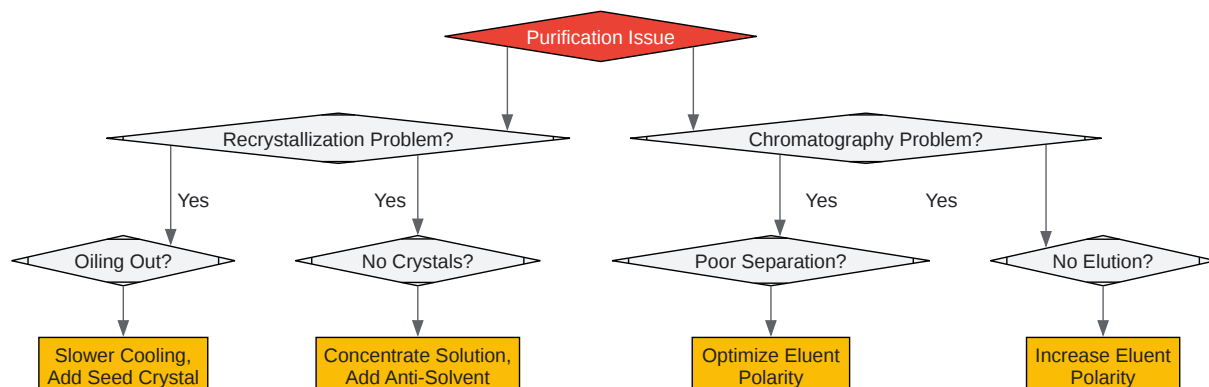 Purification Issue
Recrystallization Problem?
Chromatography Problem?
Yes
Yes
Yes
Yes
Oiling Out?
No Crystals?
Poor Separation?
No Elution?
Slower Cooling,
Add Seed Crystal
Concentrate Solution,
Add Anti-Solvent
Optimize Eluent
Polarity
Increase Eluent
Polarity